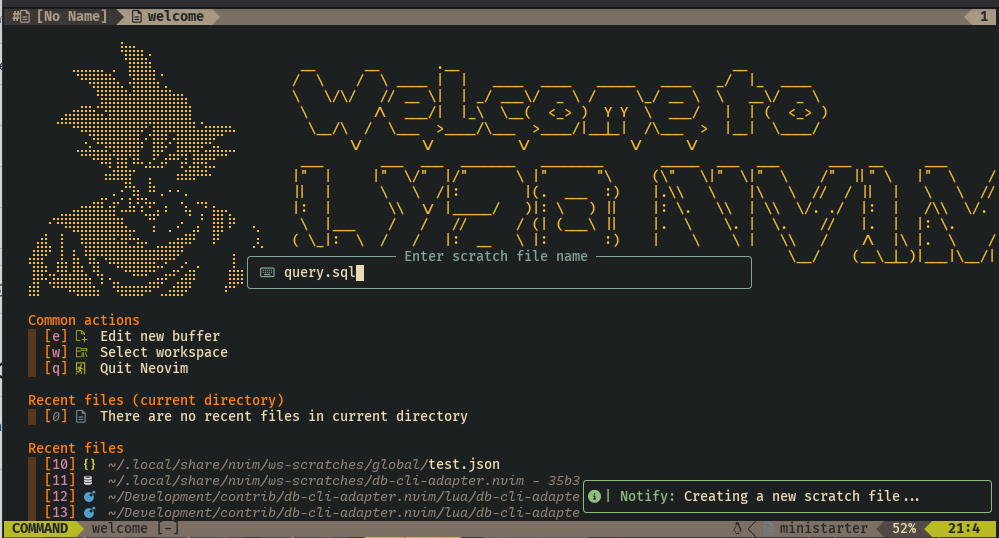 #[No Name] welcome 1
Welcome to
Enter scratch file name
query.sql
Common actions
[e] Edit new buffer
[w] Select workspace
[q] Quit Neovim
Recent files (current directory)
[0] There are no recent files in current directory
Recent files
[10] {} ~/.local/share/nvim/ws-scratches/global/test.json
[11] ~/.local/share/nvim/ws-scratches/db-cli-adapter.nvim - 35b3
[12] ~/Development/contrib/db-cli-adapter.nvim/lua/db-cli-adapte
[13] ~/Development/contrib/db-cli-adapter.nvim/lua/db-cli-adapte
| Notify: Creating a new scratch file...
COMMAND welcome [-] ministarter 52% 21:4